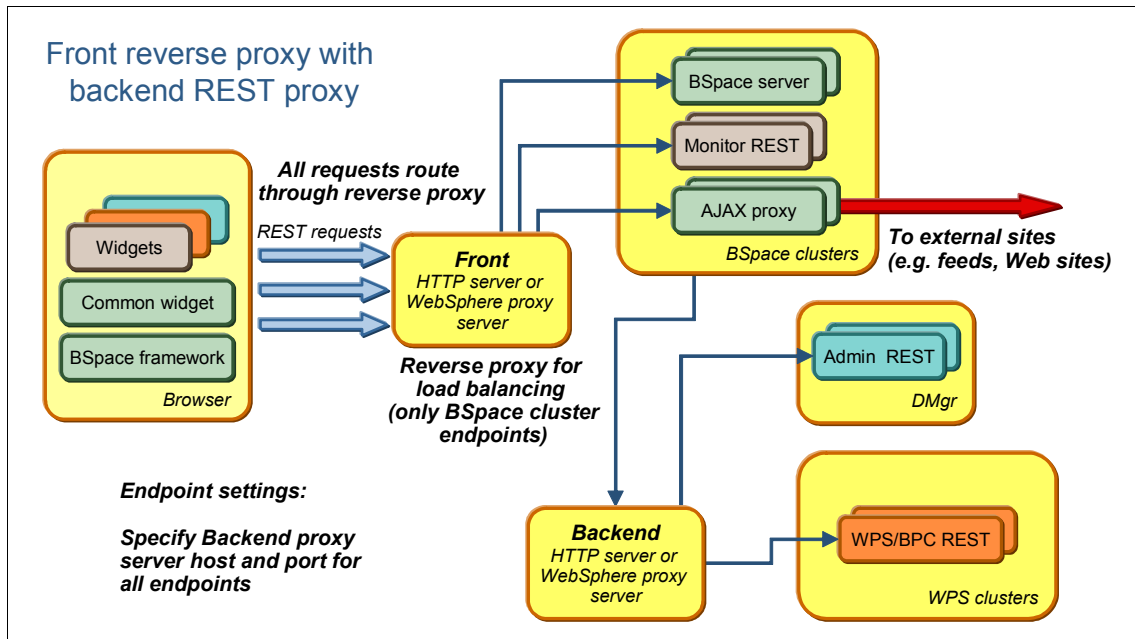 Front reverse proxy with
backend REST proxy
All requests route
through reverse proxy
REST requests
Widgets
Common widget
BSpace framework
Browser
Front
HTTP server or
WebSphere proxy
server
Reverse proxy for
load balancing
(only BSpace cluster
endpoints)
BSpace server
Monitor REST
AJAX proxy
BSpace clusters
To external sites
(e.g. feeds, Web sites)
Admin REST
DMgr
Endpoint settings:
Specify Backend proxy
server host and port for
all endpoints
Backend
HTTP server or
WebSphere proxy
server
WPS/BPC REST
WPS clusters